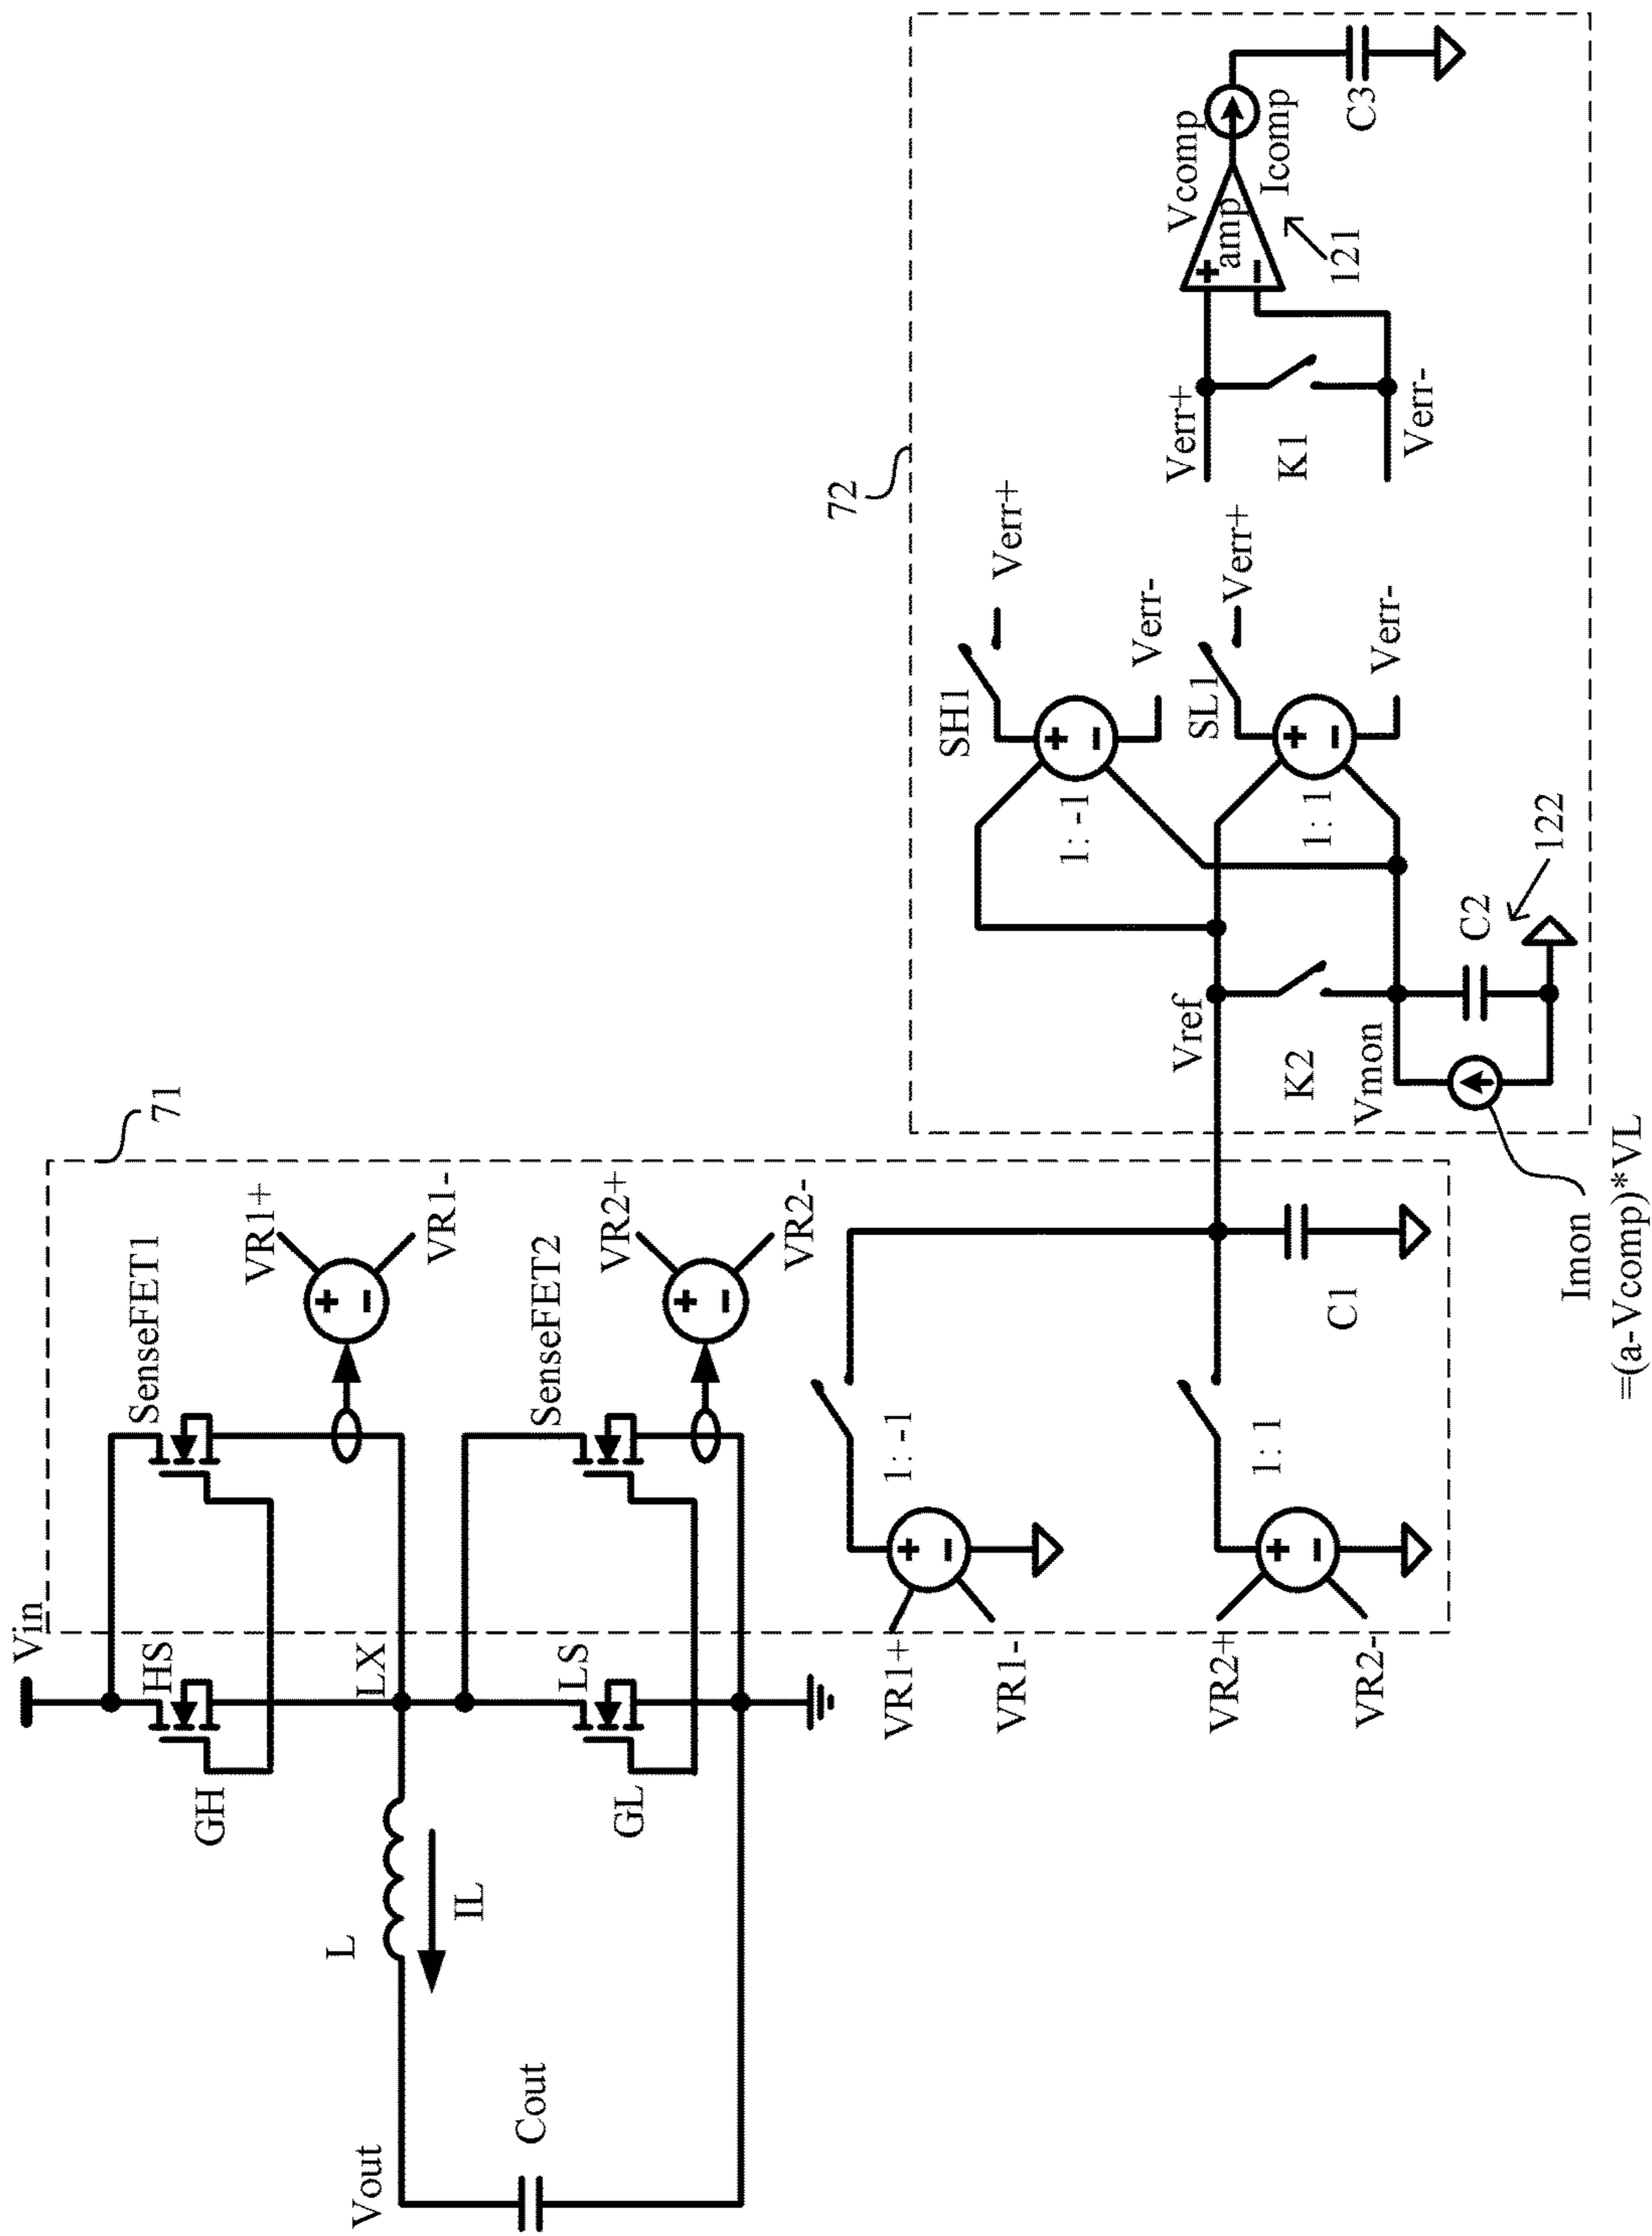 Vin
HS
GH
LX
L
IL
Vout
Cout
LS
GL
SenseFET1
VR1+
VR1-
SenseFET2
VR2+
VR2-
71
VR1+
VR1-
1: -1
VR2+
VR2-
1: 1
C1
72
Vref
K2
Vmon
C2
122
Imon
=(a-Vcomp)*VL
SH1
1: -1
Verr+
Verr-
SL1
1: 1
Verr+
Verr-
Verr+
K1
Verr-
amp
121
Vcomp
Icomp
C3